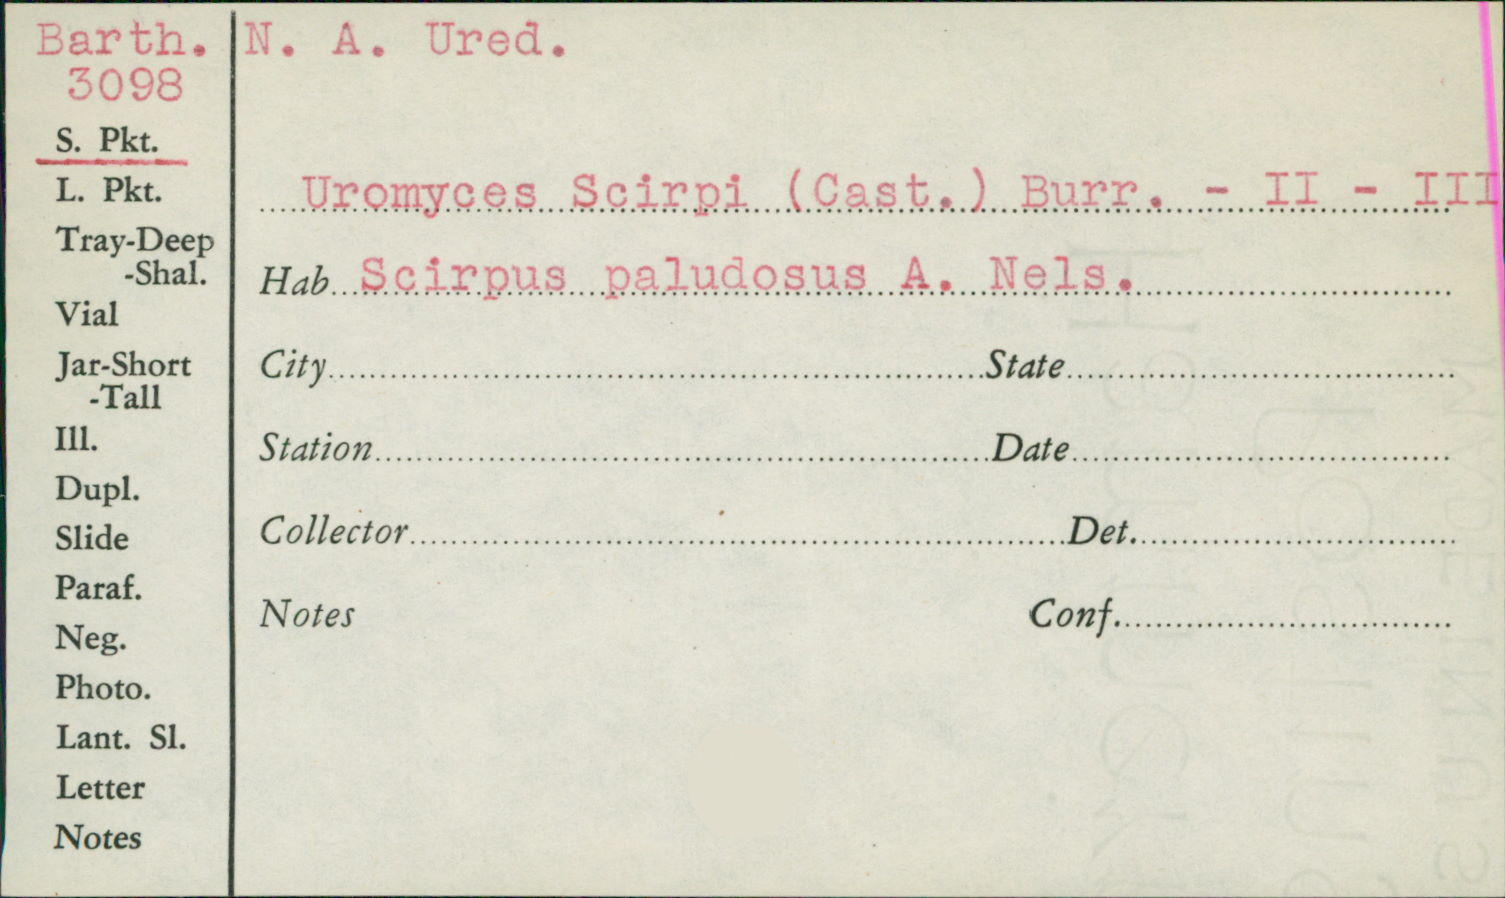 Barth. N. A. Ured.
3098
S. Pkt.
L. Pkt.
Tray-Deep
-Shal.
Vial
Jar-Short
-Tall
Ill.
Dupl.
Slide
Paraf.
Neg.
Photo.
Lant. Sl.
Letter
Notes
Uromyces Scirpi (Cast.) Burr. - II - III
Hab Scirpus paludosus A. Nels.
City State
Station Date
Collector Det.
Notes Conf.